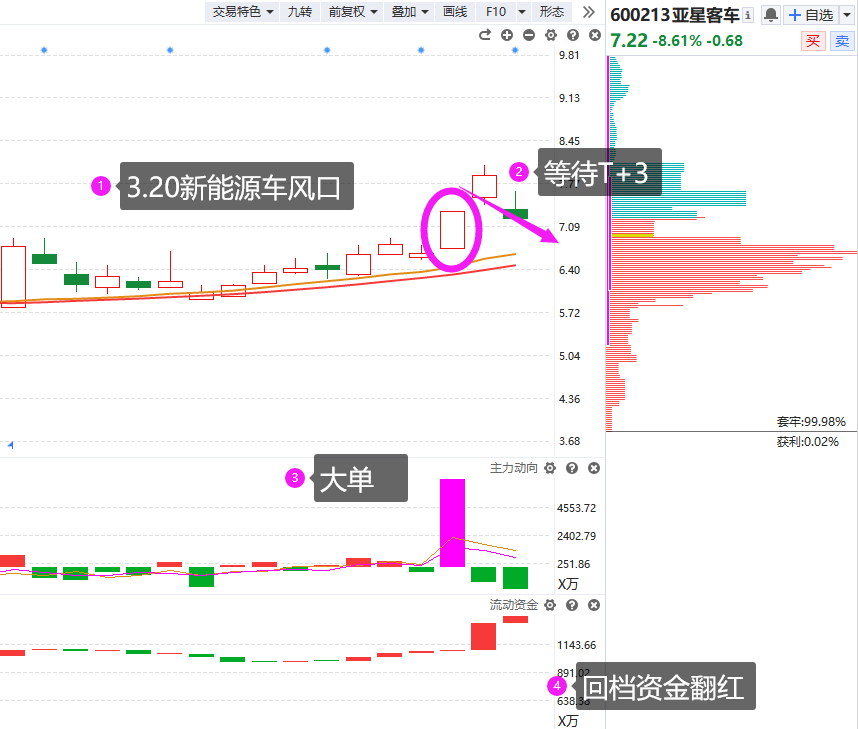 交易特色 九转 前复权 叠加 画线 F10 形态
600213亚星客车 i 自选
7.22 -8.61% -0.68 买 卖
9.81
9.13
8.45
1 3.20新能源车风口
2 等待T+3
7.09
6.40
5.72
5.04
4.36
3.68
套牢:99.98%
获利:0.02%
主力动向
3 大单
4553.72
2402.79
251.86
X万
流动资金
1143.66
891.02
4 回档资金翻红
638.38
X万